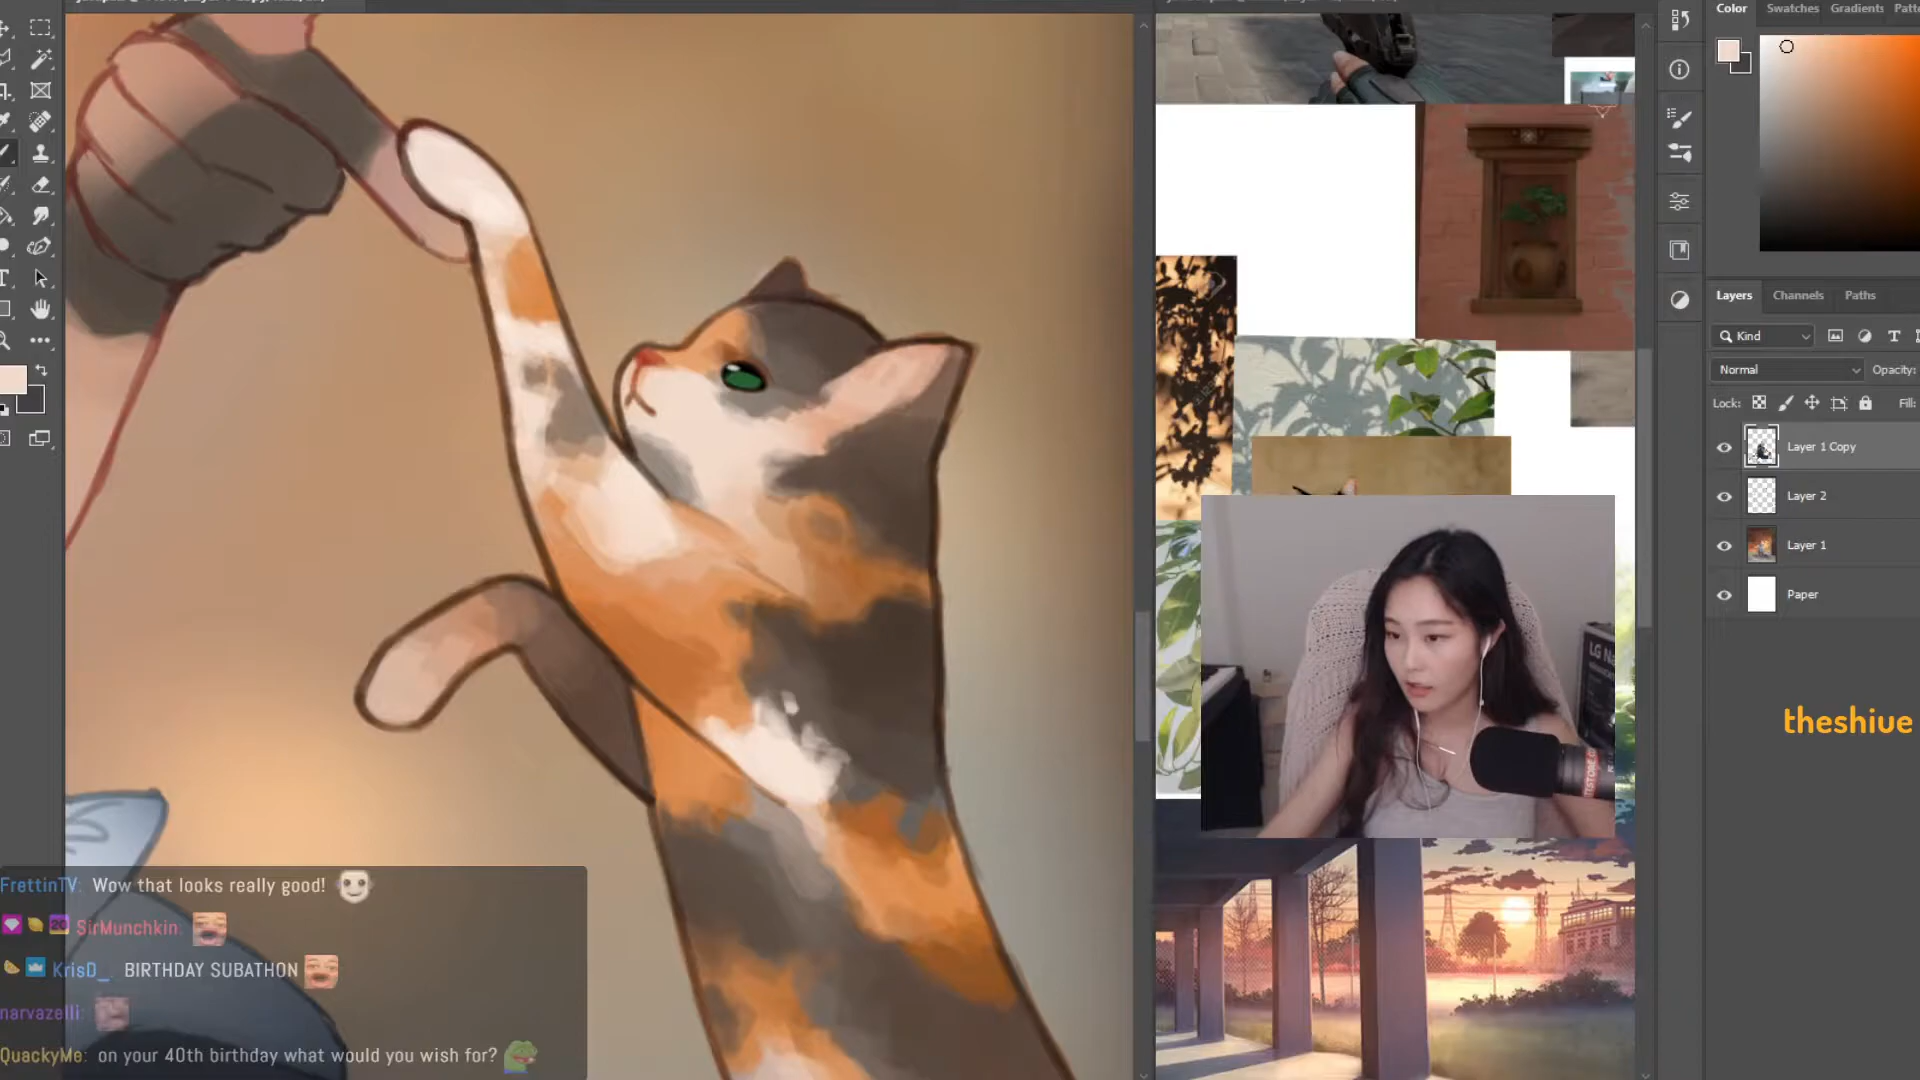 Color Swatches Gradients
Layers Channels Paths
Kind
Normal Opacity:
Lock: Fill:
Layer 1 Copy
Layer 2
Layer 1
Paper
theshiue
LG
FrettinTV: Wow that looks really good!
SirMunchkin:
KrisD_ BIRTHDAY SUBATHON
narvazelli:
QuackyMe: on your 40th birthday what would you wish for?